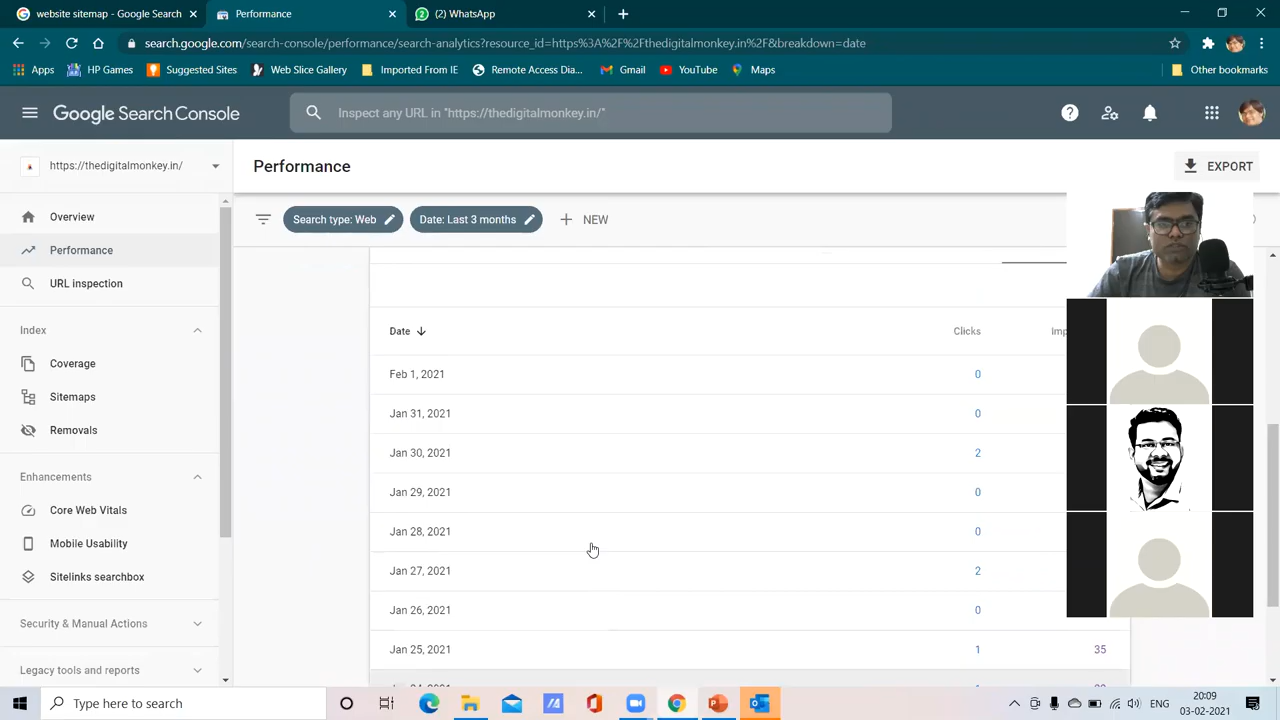 website sitemap - Google Search
Performance
(2) WhatsApp
search.google.com/search-console/performance/search-analytics?resource_id=https%3A%2F%2Fthedigitalmonkey.in%2F&breakdown=date
Apps
HP Games
Suggested Sites
Web Slice Gallery
Imported From IE
Remote Access Dia...
Gmail
YouTube
Maps
Other bookmarks
Google Search Console
Inspect any URL in "https://thedigitalmonkey.in/"
https://thedigitalmonkey.in/
Performance
EXPORT
Overview
Performance
URL inspection
Index
Coverage
Sitemaps
Removals
Enhancements
Core Web Vitals
Mobile Usability
Sitelinks searchbox
Security & Manual Actions
Legacy tools and reports
Search type: Web
Date: Last 3 months
NEW
Date Clicks
Feb 1, 2021 0
Jan 31, 2021 0
Jan 30, 2021 2
Jan 29, 2021 0
Jan 28, 2021 0
Jan 27, 2021 2
Jan 26, 2021 0
Jan 25, 2021 1 35
Type here to search
ENG
20:09
03-02-2021